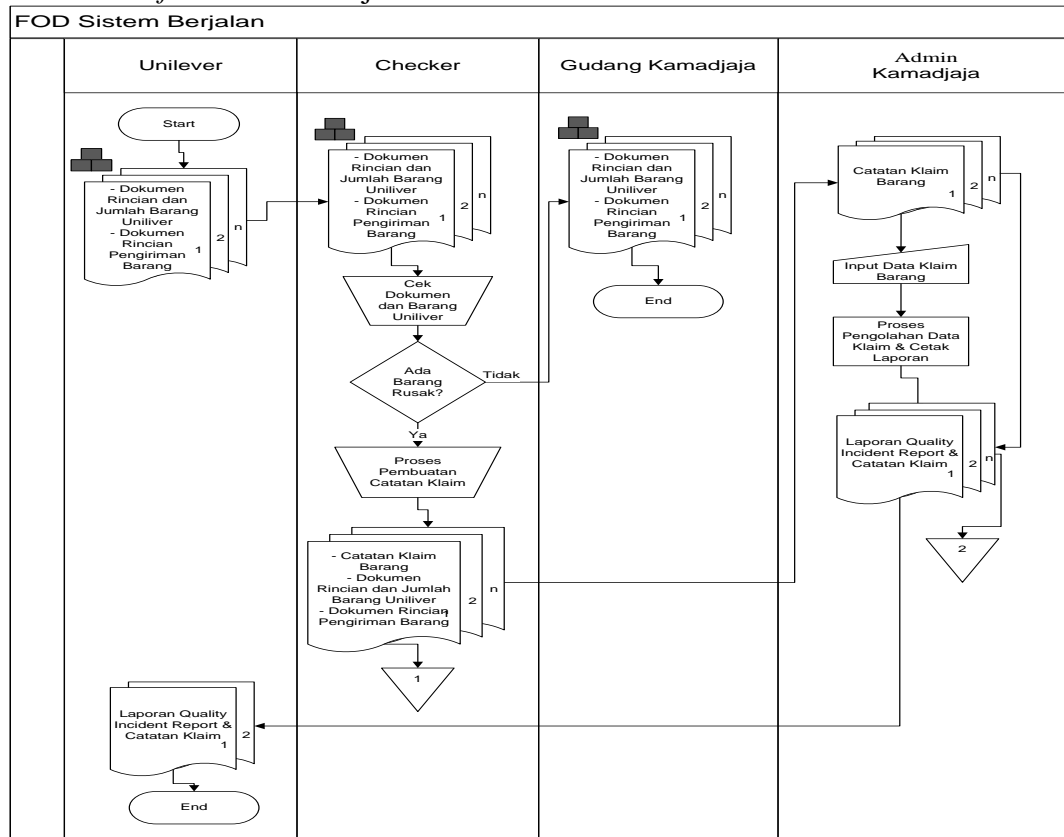 FOD Sistem Berjalan
Unilever
Checker
Gudang Kamadjaja
Admin
Kamadjaja
Start
- Dokumen
Rincian dan
Jumlah Barang
Uniliver
- Dokumen
Rincian
Pengiriman
Barang
1
2
n
- Dokumen
Rincian dan
Jumlah Barang
Uniliver
- Dokumen
Rincian
Pengiriman
Barang
1
2
n
Cek
Dokumen
dan Barang
Uniliver
Ada
Barang
Rusak?
Tidak
Ya
Proses
Pembuatan
Catatan Klaim
- Catatan Klaim
Barang
- Dokumen
Rincian dan Jumlah
Barang Uniliver
- Dokumen Rincian
Pengiriman Barang
1
2
n
1
- Dokumen
Rincian dan
Jumlah Barang
Uniliver
- Dokumen
Rincian
Pengiriman
Barang
1
2
n
End
Catatan Klaim
Barang
1
2
n
Input Data Klaim
Barang
Proses
Pengolahan Data
Klaim & Cetak
Laporan
Laporan Quality
Incident Report &
Catatan Klaim
1
2
n
2
Laporan Quality
Incident Report &
Catatan Klaim
1
2
End